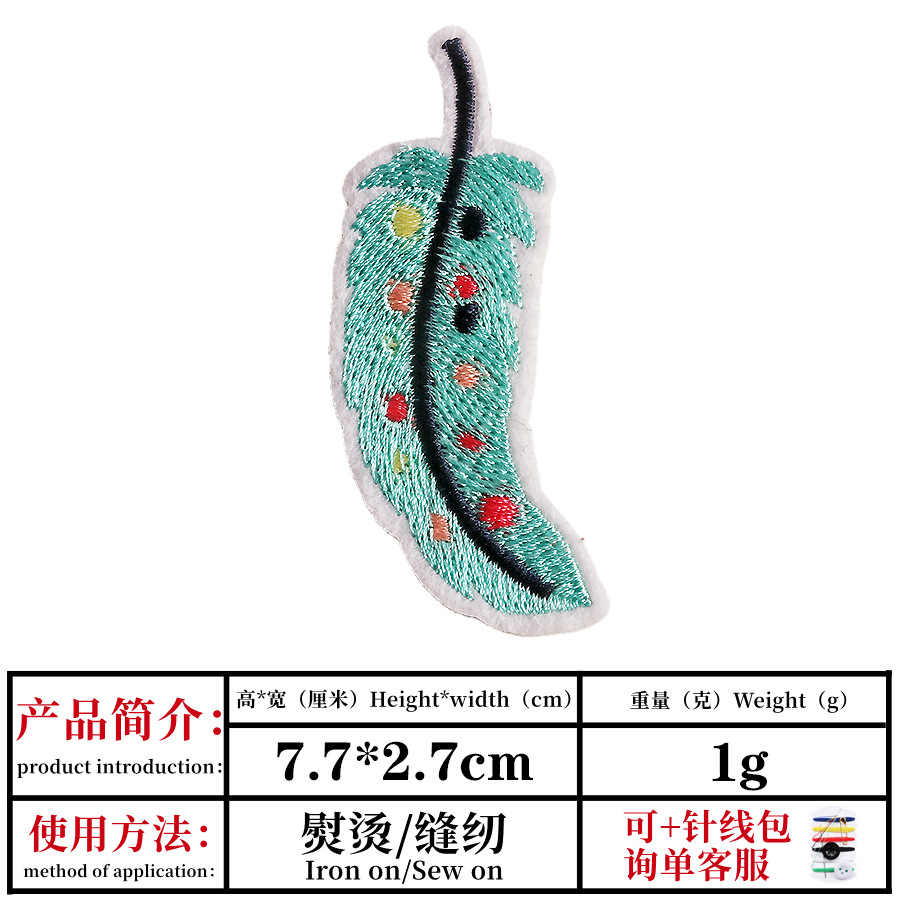 产品简介：
product introduction：
高*宽（厘米）Height*width（cm）
重量（克）Weight（g）
7.7*2.7cm
1g
使用方法：
method of application：
熨烫/缝纫
Iron on/Sew on
可+针线包
询单客服